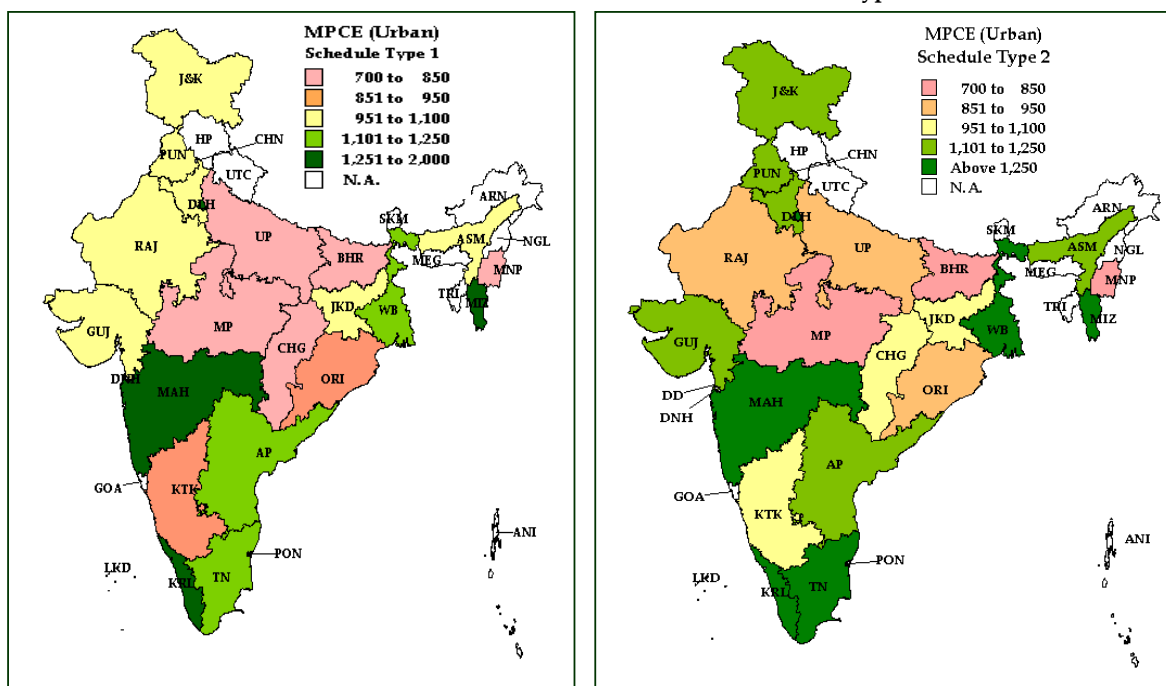 yp
MPCE (Urban)
Schedule Type 1
700 to 850
851 to 950
951 to 1,100
1,101 to 1,250
1,251 to 2,000
N.A.
J&K
HP
CHN
PUN
UTC
DLH
RAJ
UP
BHR
SKM
ARN
ASM
NGL
MEG
MNP
TRI
MIZ
GUJ
MP
JKD
WB
CHG
ORI
DNH
MAH
AP
GOA
KTK
ANI
PON
LKD
KRL
TN
MPCE (Urban)
Schedule Type 2
700 to 850
851 to 950
951 to 1,100
1,101 to 1,250
Above 1,250
N.A.
J&K
HP
CHN
PUN
UTC
DLH
RAJ
UP
BHR
SKM
ARN
ASM
NGL
MEG
MNP
TRI
MIZ
GUJ
MP
JKD
WB
CHG
ORI
DD
DNH
MAH
AP
GOA
KTK
ANI
PON
LKD
KRL
TN